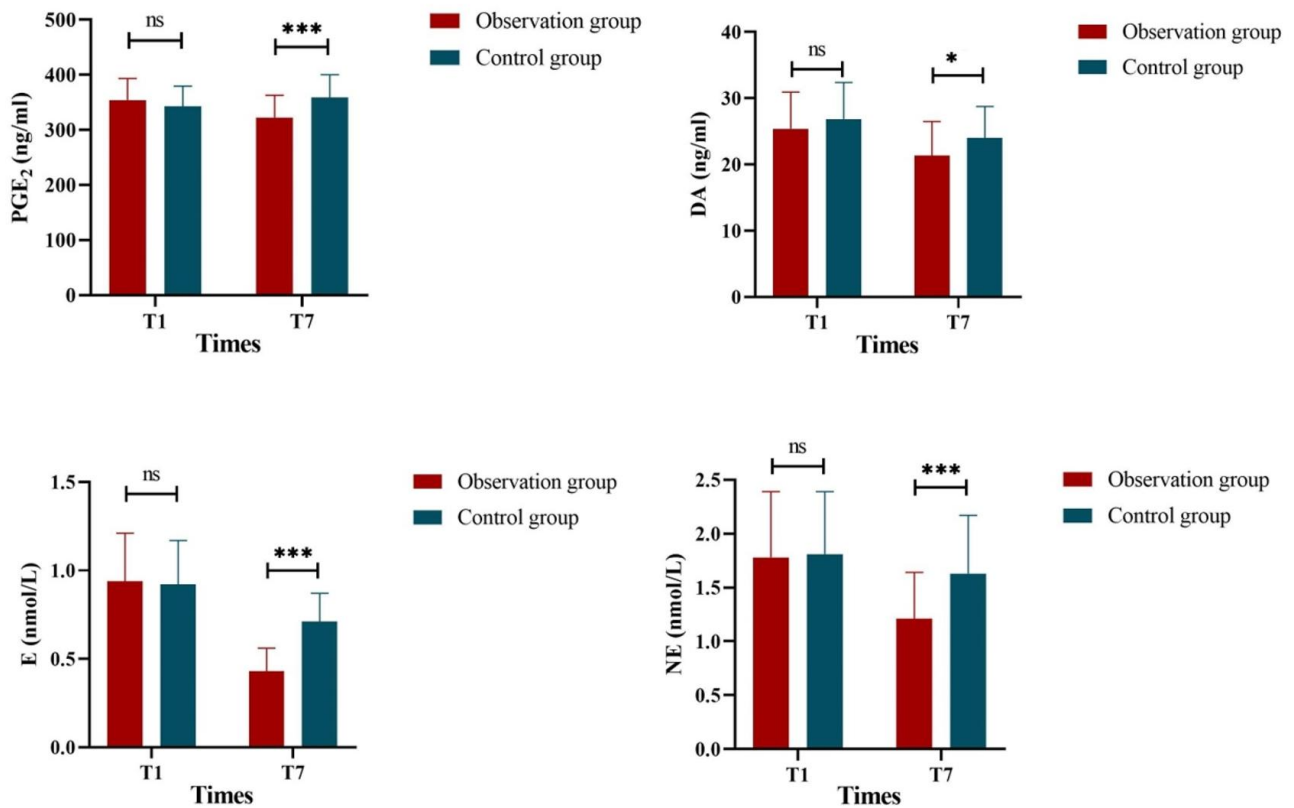 PGE₂ (ng/ml)
500
400
300
200
100
0
ns
***
T1
T7
Times
Observation group
Control group
DA (ng/ml)
40
30
20
10
0
ns
*
T1
T7
Times
Observation group
Control group
E (nmol/L)
1.5
1.0
0.5
0.0
ns
***
T1
T7
Times
Observation group
Control group
NE (nmol/L)
2.5
2.0
1.5
1.0
0.5
0.0
ns
***
T1
T7
Times
Observation group
Control group